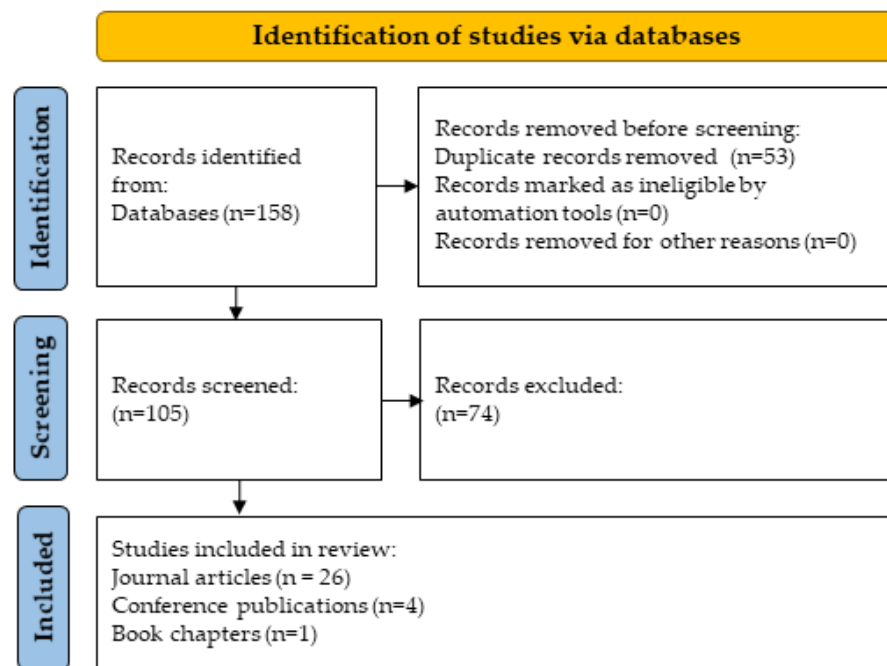 Identification of studies via databases
Identification
Records identified
from:
Databases (n=158)
Records removed before screening:
Duplicate records removed (n=53)
Records marked as ineligible by
automation tools (n=0)
Records removed for other reasons (n=0)
Screening
Records screened:
(n=105)
Records excluded:
(n=74)
Included
Studies included in review:
Journal articles (n = 26)
Conference publications (n=4)
Book chapters (n=1)